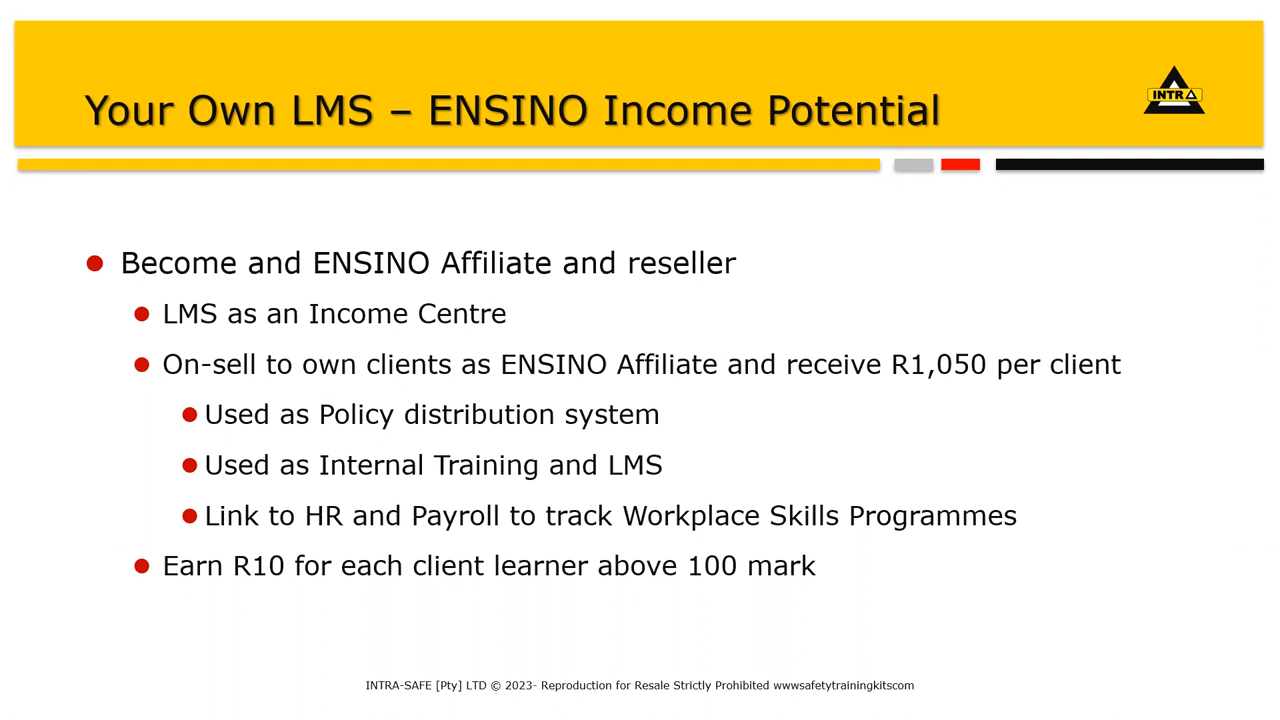 Your Own LMS – ENSINO Income Potential
INTRA
Become and ENSINO Affiliate and reseller
LMS as an Income Centre
On-sell to own clients as ENSINO Affiliate and receive R1,050 per client
Used as Policy distribution system
Used as Internal Training and LMS
Link to HR and Payroll to track Workplace Skills Programmes
Earn R10 for each client learner above 100 mark
INTRA-SAFE [Pty] LTD © 2023- Reproduction for Resale Strictly Prohibited wwwsafetytrainingkitscom